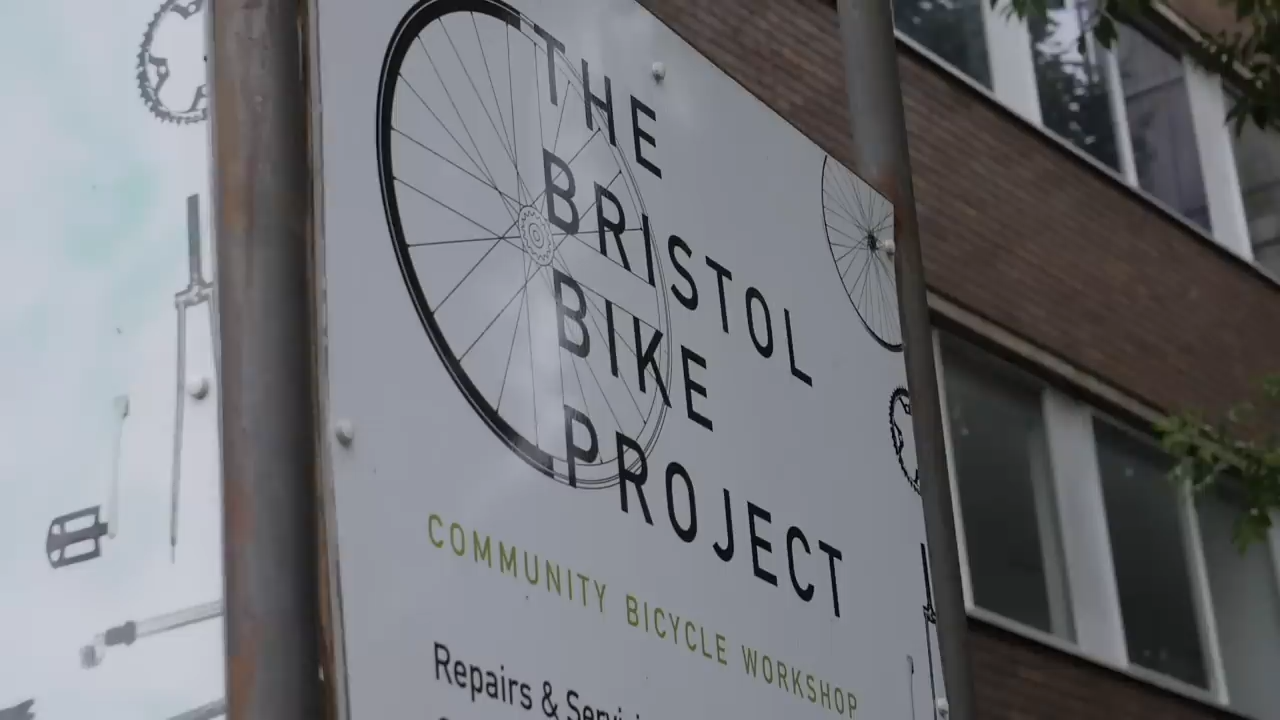 THE
BRISTOL
BIKE
PROJECT
COMMUNITY BICYCLE WORKSHOP
Repairs &